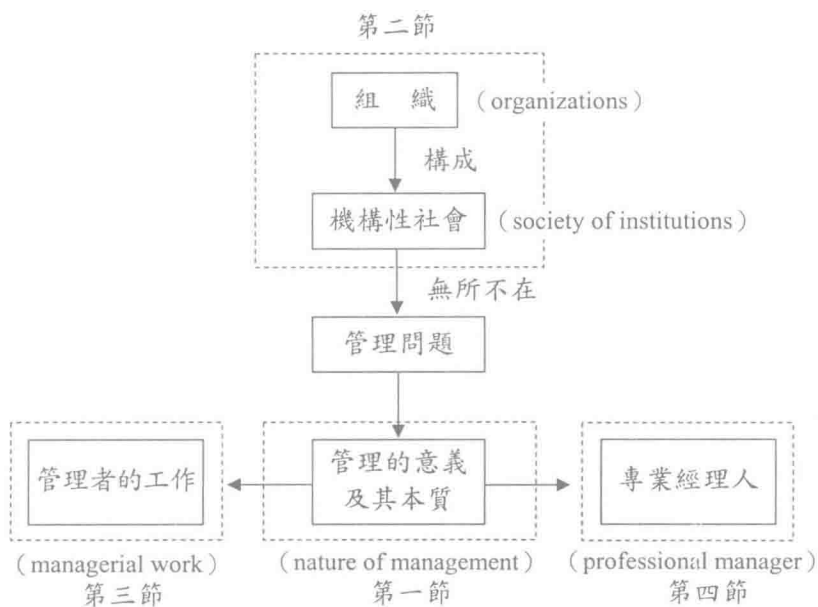 第二節
組 織 （organizations）
構成
機構性社會 （society of institutions）
無所不在
管理問題
管理者的工作
管理的意義
及其本質
專業經理人
（managerial work）
（nature of management）
（professional manager）
第三節
第一節
第四節